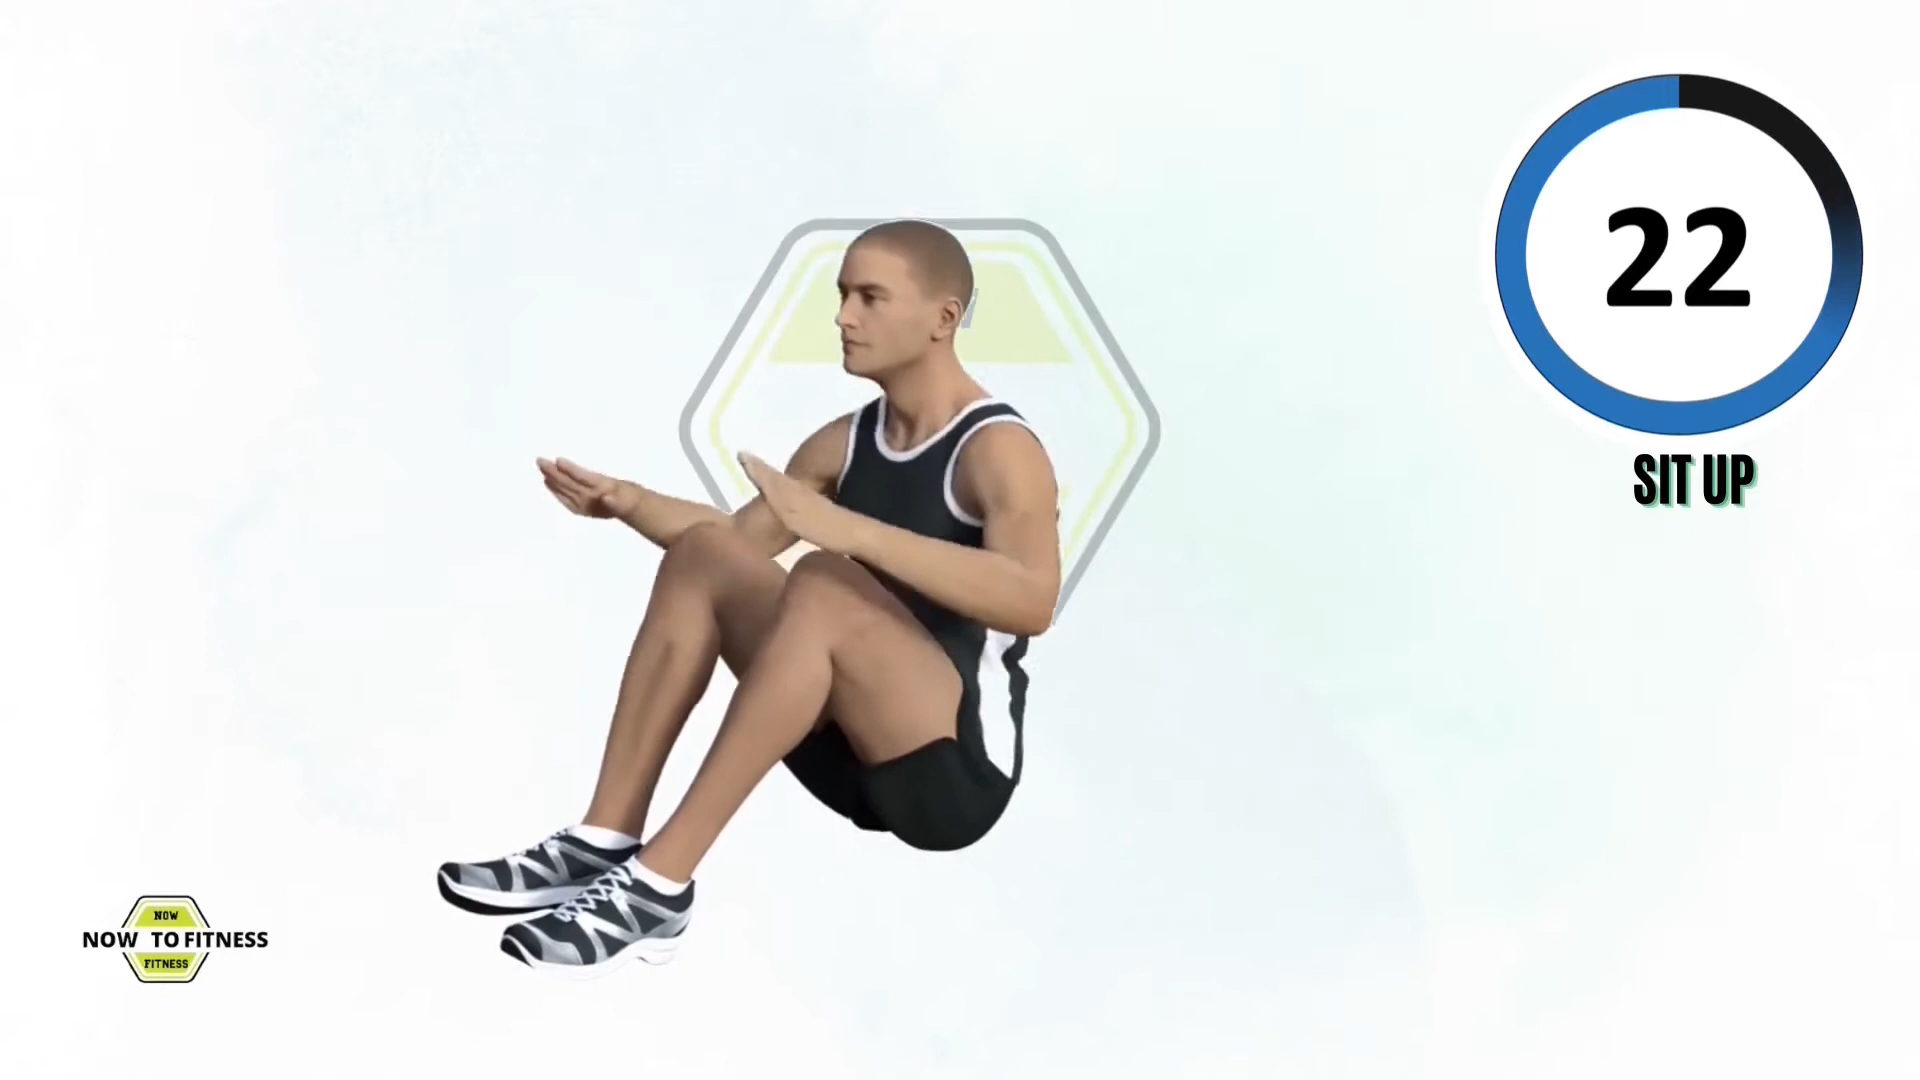 22
SIT UP
NOW
NOW TO FITNESS
FITNESS